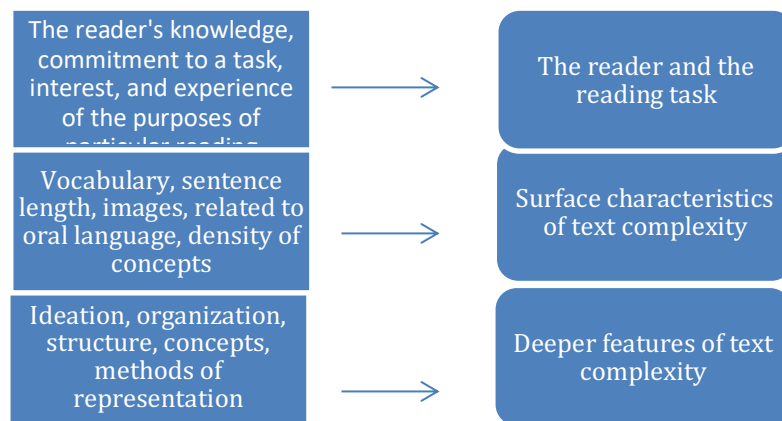 The reader's knowledge,
commitment to a task,
interest, and experience
of the purposes of
particular reading
The reader and the
reading task
Vocabulary, sentence
length, images, related to
oral language, density of
concepts
Surface characteristics
of text complexity
Ideation, organization,
structure, concepts,
methods of
representation
Deeper features of text
complexity